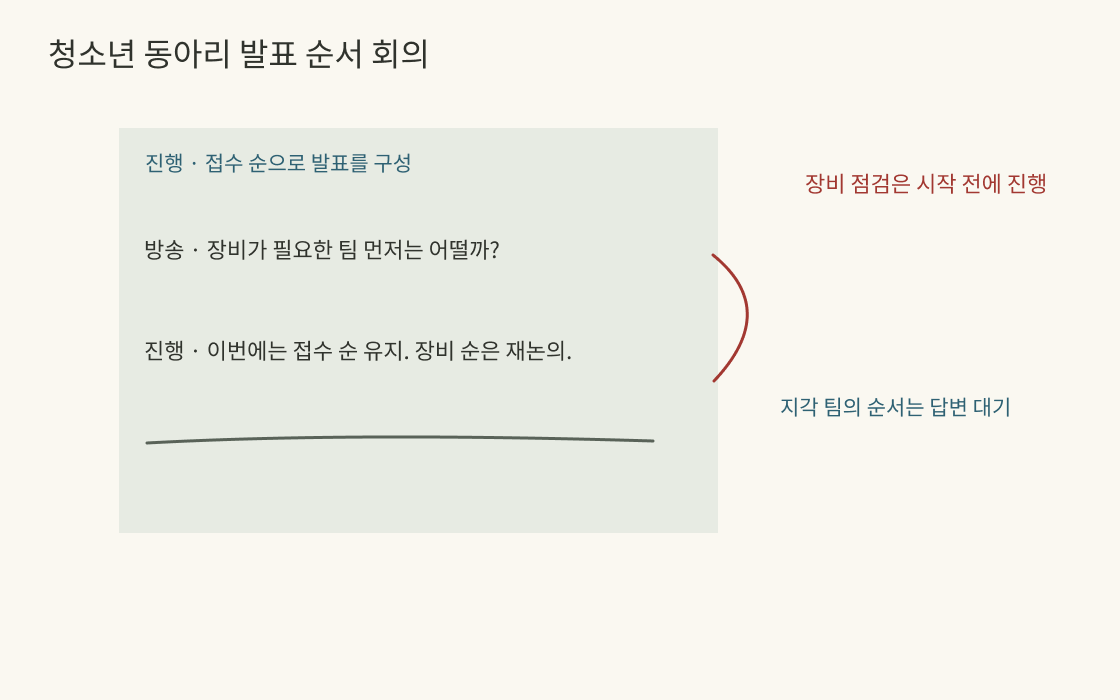 청소년 동아리 발표 순서 회의
진행 · 접수 순으로 발표를 구성
장비 점검은 시작 전에 진행
방송 · 장비가 필요한 팀 먼저는 어떨까?
진행 · 이번에는 접수 순 유지. 장비 순은 재논의.
지각 팀의 순서는 답변 대기